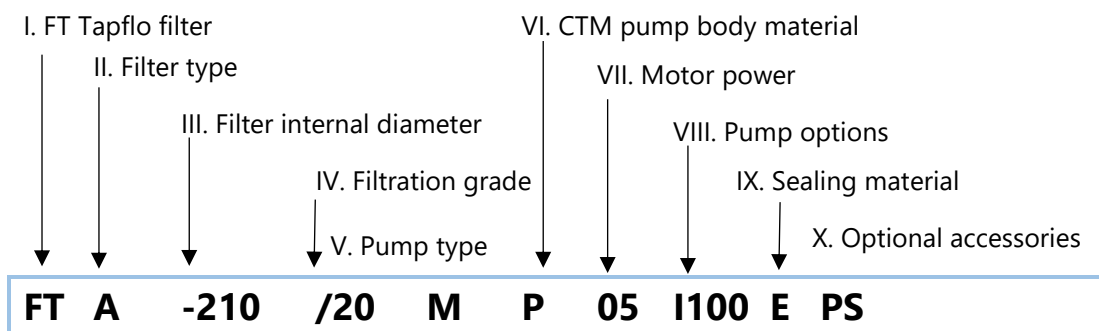 I. FT Tapflo filter
VI. CTM pump body material
II. Filter type
VII. Motor power
III. Filter internal diameter
VIII. Pump options
IV. Filtration grade
IX. Sealing material
V. Pump type
X. Optional accessories
FT A -210 /20 M P 05 I100 E PS